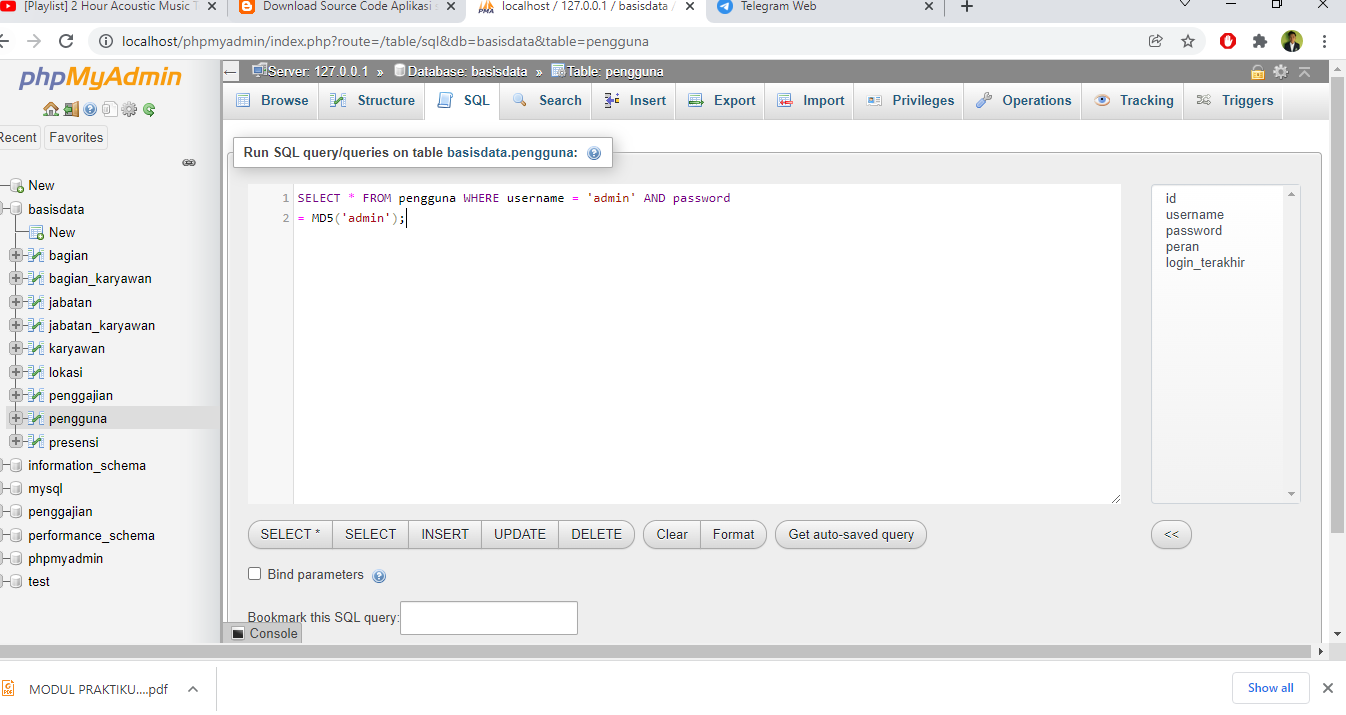 [Playlist] 2 Hour Acoustic Music T
Download Source Code Aplikasi s
localhost / 127.0.0.1 / basisdata /
Telegram Web
localhost/phpmyadmin/index.php?route=/table/sql&db=basisdata&table=pengguna
phpMyAdmin
Recent
Favorites
New
basisdata
New
bagian
bagian_karyawan
jabatan
jabatan_karyawan
karyawan
lokasi
penggajian
pengguna
presensi
information_schema
mysql
penggajian
performance_schema
phpmyadmin
test
Server: 127.0.0.1 » Database: basisdata » Table: pengguna
Browse Structure SQL Search Insert Export Import Privileges Operations Tracking Triggers
Run SQL query/queries on table basisdata.pengguna:
1 SELECT * FROM pengguna WHERE username = 'admin' AND password
2 = MD5('admin');
id
username
password
peran
login_terakhir
SELECT * SELECT INSERT UPDATE DELETE Clear Format Get auto-saved query <<
Bind parameters
Bookmark this SQL query:
Console
MODUL PRAKTIKU....pdf
Show all